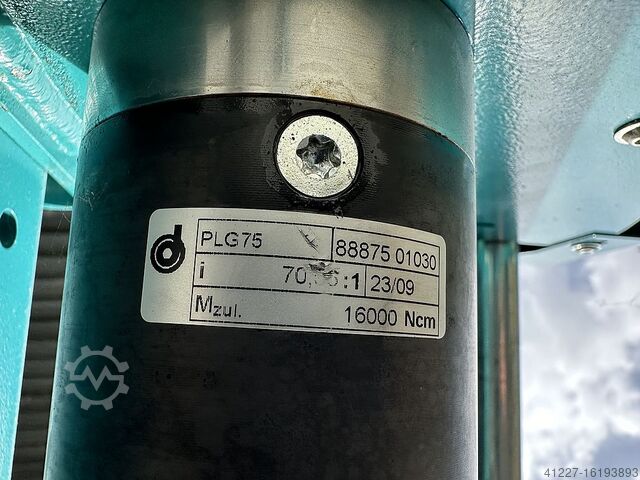 PLG75 88875 01030
i :1 23/09
Mzul. 16000 Ncm
41227-16193893